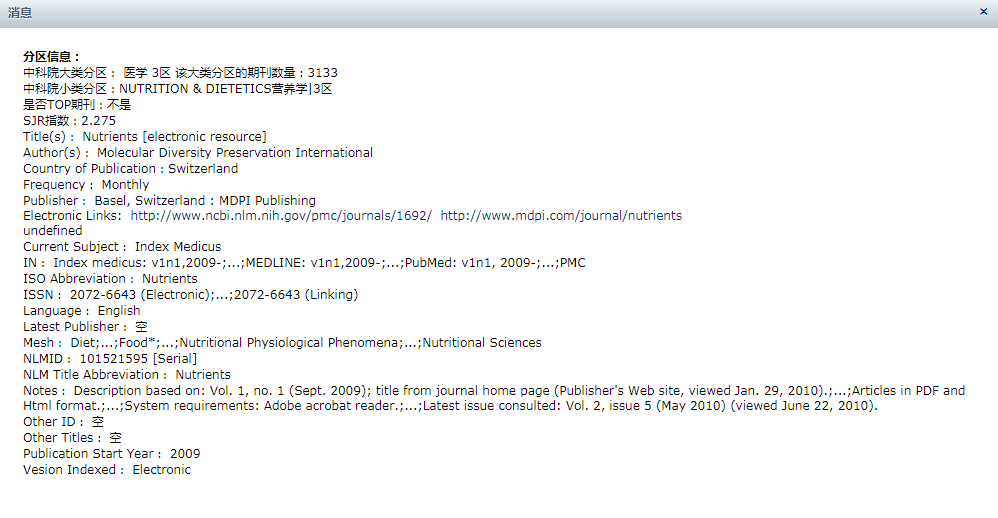 消息
×
分区信息：
中科院大类分区： 医学 3区 该大类分区的期刊数量：3133
中科院小类分区：NUTRITION & DIETETICS营养学|3区
是否TOP期刊：不是
SJR指数：2.275
Title(s)： Nutrients [electronic resource]
Author(s)： Molecular Diversity Preservation International
Country of Publication：Switzerland
Frequency： Monthly
Publisher： Basel, Switzerland : MDPI Publishing
Electronic Links: http://www.ncbi.nlm.nih.gov/pmc/journals/1692/ http://www.mdpi.com/journal/nutrients
undefined
Current Subject： Index Medicus
IN： Index medicus: v1n1,2009-;...;MEDLINE: v1n1,2009-;...;PubMed: v1n1, 2009-;...;PMC
ISO Abbreviation： Nutrients
ISSN： 2072-6643 (Electronic);...;2072-6643 (Linking)
Language： English
Latest Publisher： 空
Mesh： Diet;...;Food*;...;Nutritional Physiological Phenomena;...;Nutritional Sciences
NLMID： 101521595 [Serial]
NLM Title Abbreviation： Nutrients
Notes： Description based on: Vol. 1, no. 1 (Sept. 2009); title from journal home page (Publisher's Web site, viewed Jan. 29, 2010).;...;Articles in PDF and
Html format.;...;System requirements: Adobe acrobat reader.;...;Latest issue consulted: Vol. 2, issue 5 (May 2010) (viewed June 22, 2010).
Other ID： 空
Other Titles： 空
Publication Start Year： 2009
Vesion Indexed： Electronic